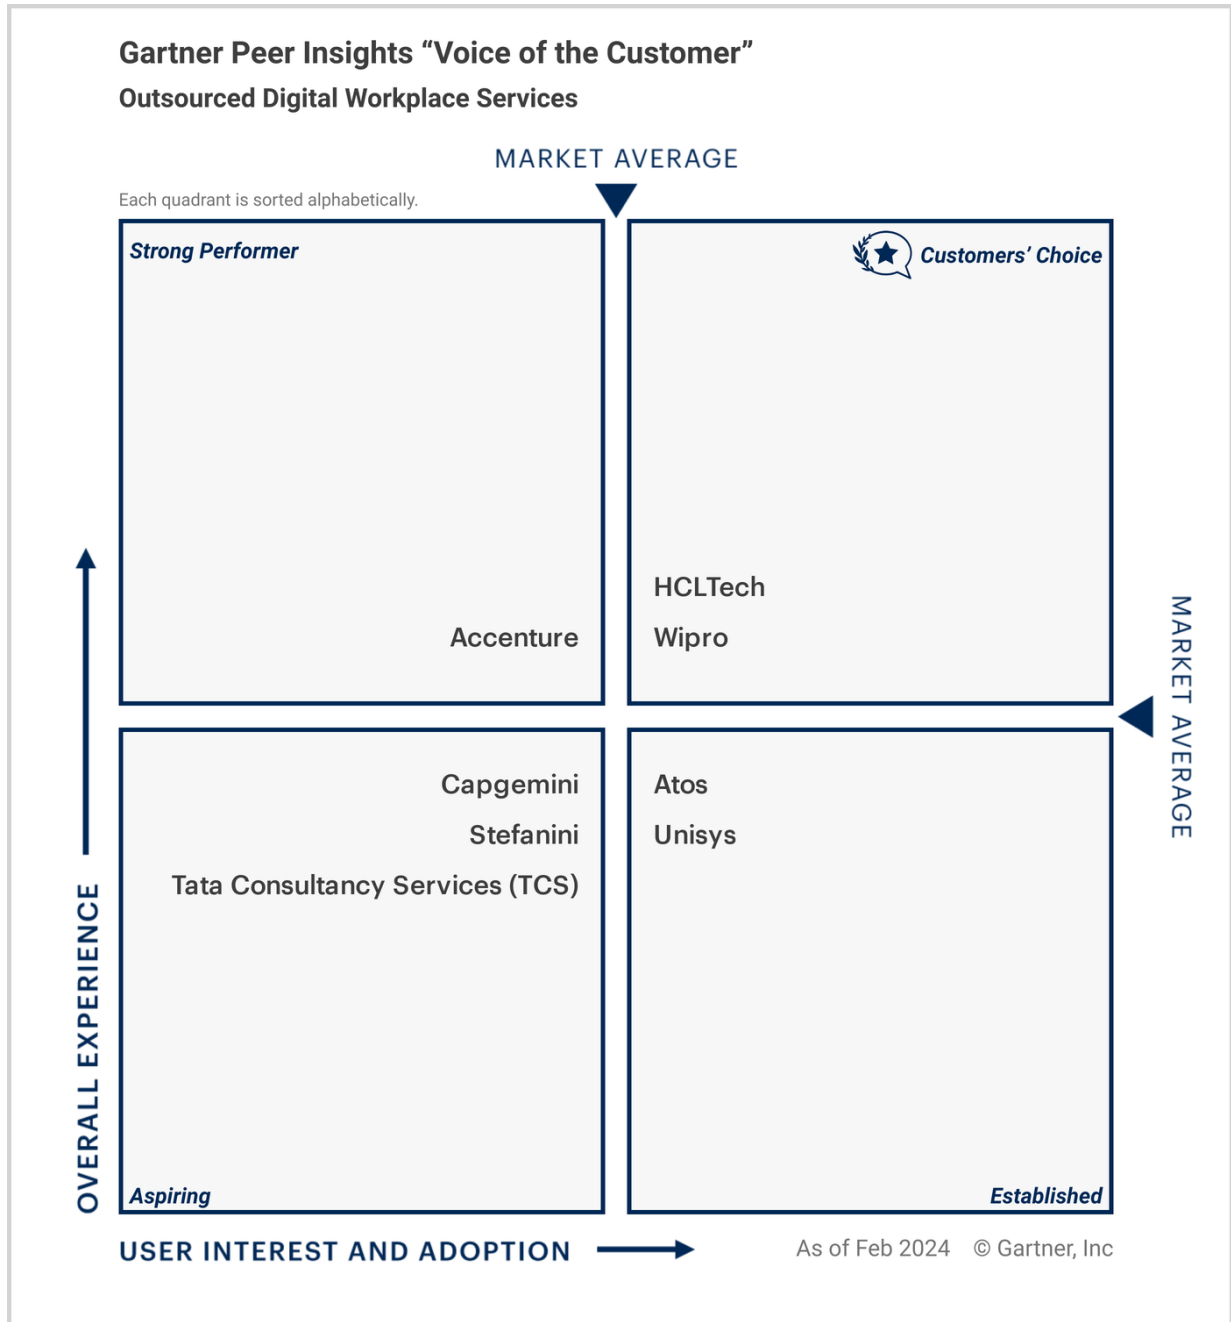 Gartner Peer Insights “Voice of the Customer”
Outsourced Digital Workplace Services
MARKET AVERAGE
Each quadrant is sorted alphabetically.
Strong Performer
Customers’ Choice
HCLTech
Accenture
Wipro
MARKET AVERAGE
Capgemini
Atos
Stefanini
Unisys
Tata Consultancy Services (TCS)
OVERALL EXPERIENCE
Aspiring
Established
USER INTEREST AND ADOPTION
As of Feb 2024 © Gartner, Inc